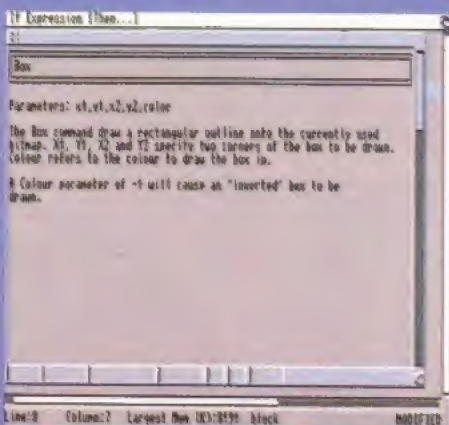 If Expression [Then...]
Box
Parameters: x1,y1,x2,y2,color
The Box command draw a rectangular outline onto the currently used
bitmap. X1, Y1, X2 and Y2 specify two corners of the box to be drawn.
Colour refers to the colour to draw the box in.
A Colour parameter of -1 will cause an "inverted" box to be
drawn.
Line:8 Column:7 Largest Mem (K): block MODIFIED